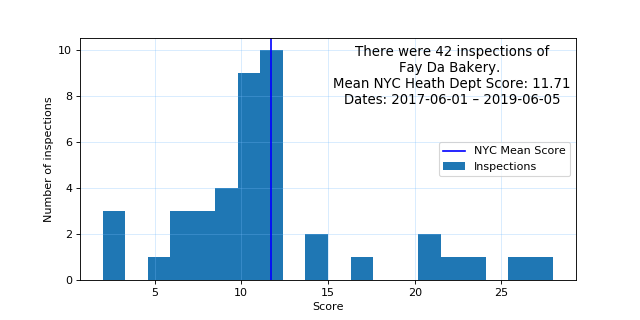 There were 42 inspections of
Fay Da Bakery.
Mean NYC Heath Dept Score: 11.71
Dates: 2017-06-01 – 2019-06-05
NYC Mean Score
Inspections
Number of inspections
10
8
6
4
2
0
5
10
15
20
25
Score